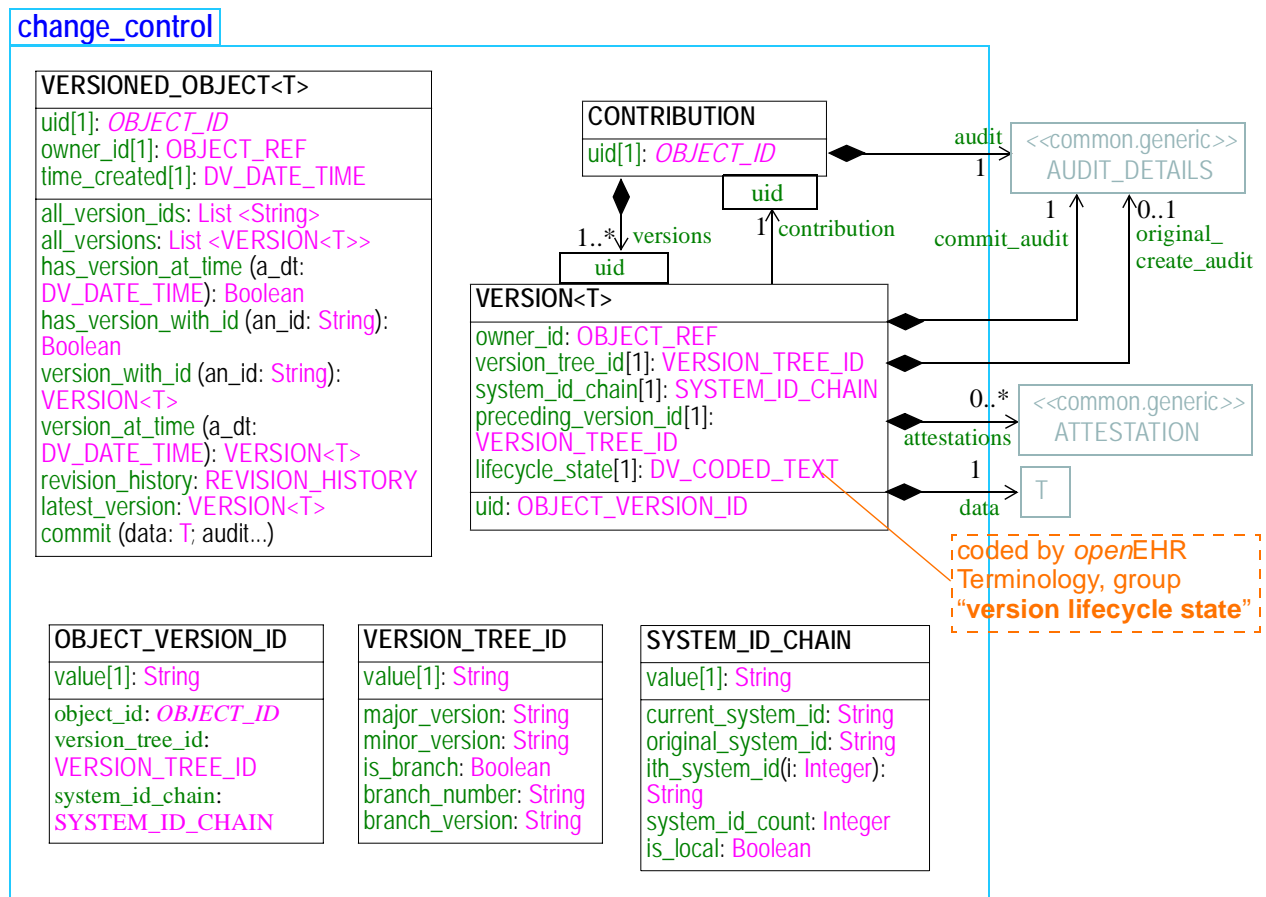 change_control
VERSIONED_OBJECT<T>
uid[1]: OBJECT_ID
owner_id[1]: OBJECT_REF
time_created[1]: DV_DATE_TIME
all_version_ids: List <String>
all_versions: List <VERSION<T>>
has_version_at_time (a_dt:
DV_DATE_TIME): Boolean
has_version_with_id (an_id: String):
Boolean
version_with_id (an_id: String):
VERSION<T>
version_at_time (a_dt:
DV_DATE_TIME): VERSION<T>
revision_history: REVISION_HISTORY
latest_version: VERSION<T>
commit (data: T; audit...)
CONTRIBUTION
uid[1]: OBJECT_ID
audit
1
<<common.generic>>
AUDIT_DETAILS
uid
1..* versions
1 contribution
uid
1
commit_audit
0..1
original_
create_audit
VERSION<T>
owner_id: OBJECT_REF
version_tree_id[1]: VERSION_TREE_ID
system_id_chain[1]: SYSTEM_ID_CHAIN
preceding_version_id[1]:
VERSION_TREE_ID
lifecycle_state[1]: DV_CODED_TEXT
uid: OBJECT_VERSION_ID
0..*
attestations
<<common.generic>>
ATTESTATION
1
data
T
coded by openEHR
Terminology, group
“version lifecycle state”
OBJECT_VERSION_ID
value[1]: String
object_id: OBJECT_ID
version_tree_id:
VERSION_TREE_ID
system_id_chain:
SYSTEM_ID_CHAIN
VERSION_TREE_ID
value[1]: String
major_version: String
minor_version: String
is_branch: Boolean
branch_number: String
branch_version: String
SYSTEM_ID_CHAIN
value[1]: String
current_system_id: String
original_system_id: String
ith_system_id(i: Integer):
String
system_id_count: Integer
is_local: Boolean